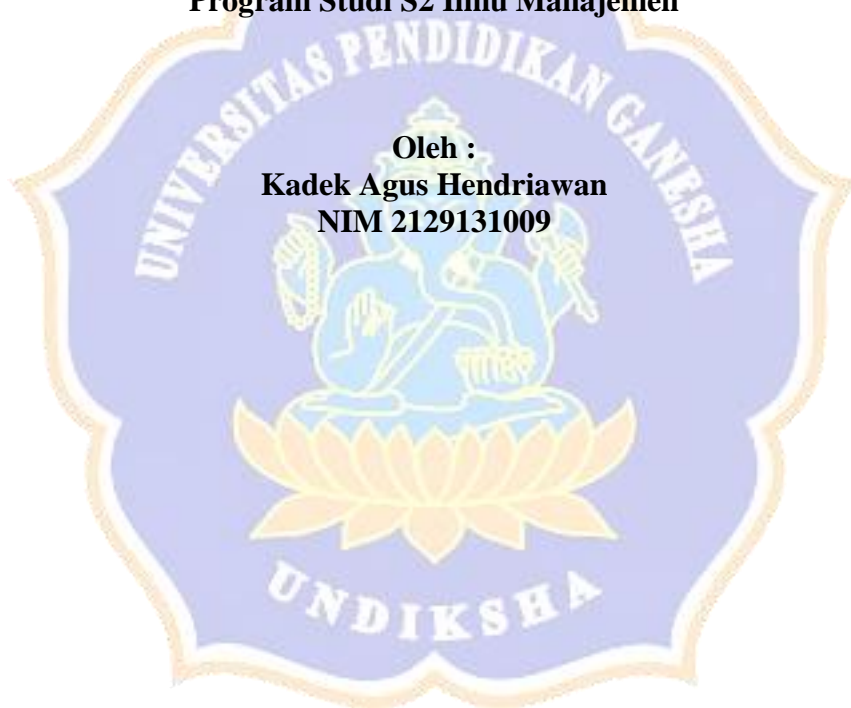 Program Studi S2 Ilmu Manajemen
UNIVERSITAS PENDIDIKAN GANESHA
Oleh :
Kadek Agus Hendriawan
NIM 2129131009
UNDIKSHA